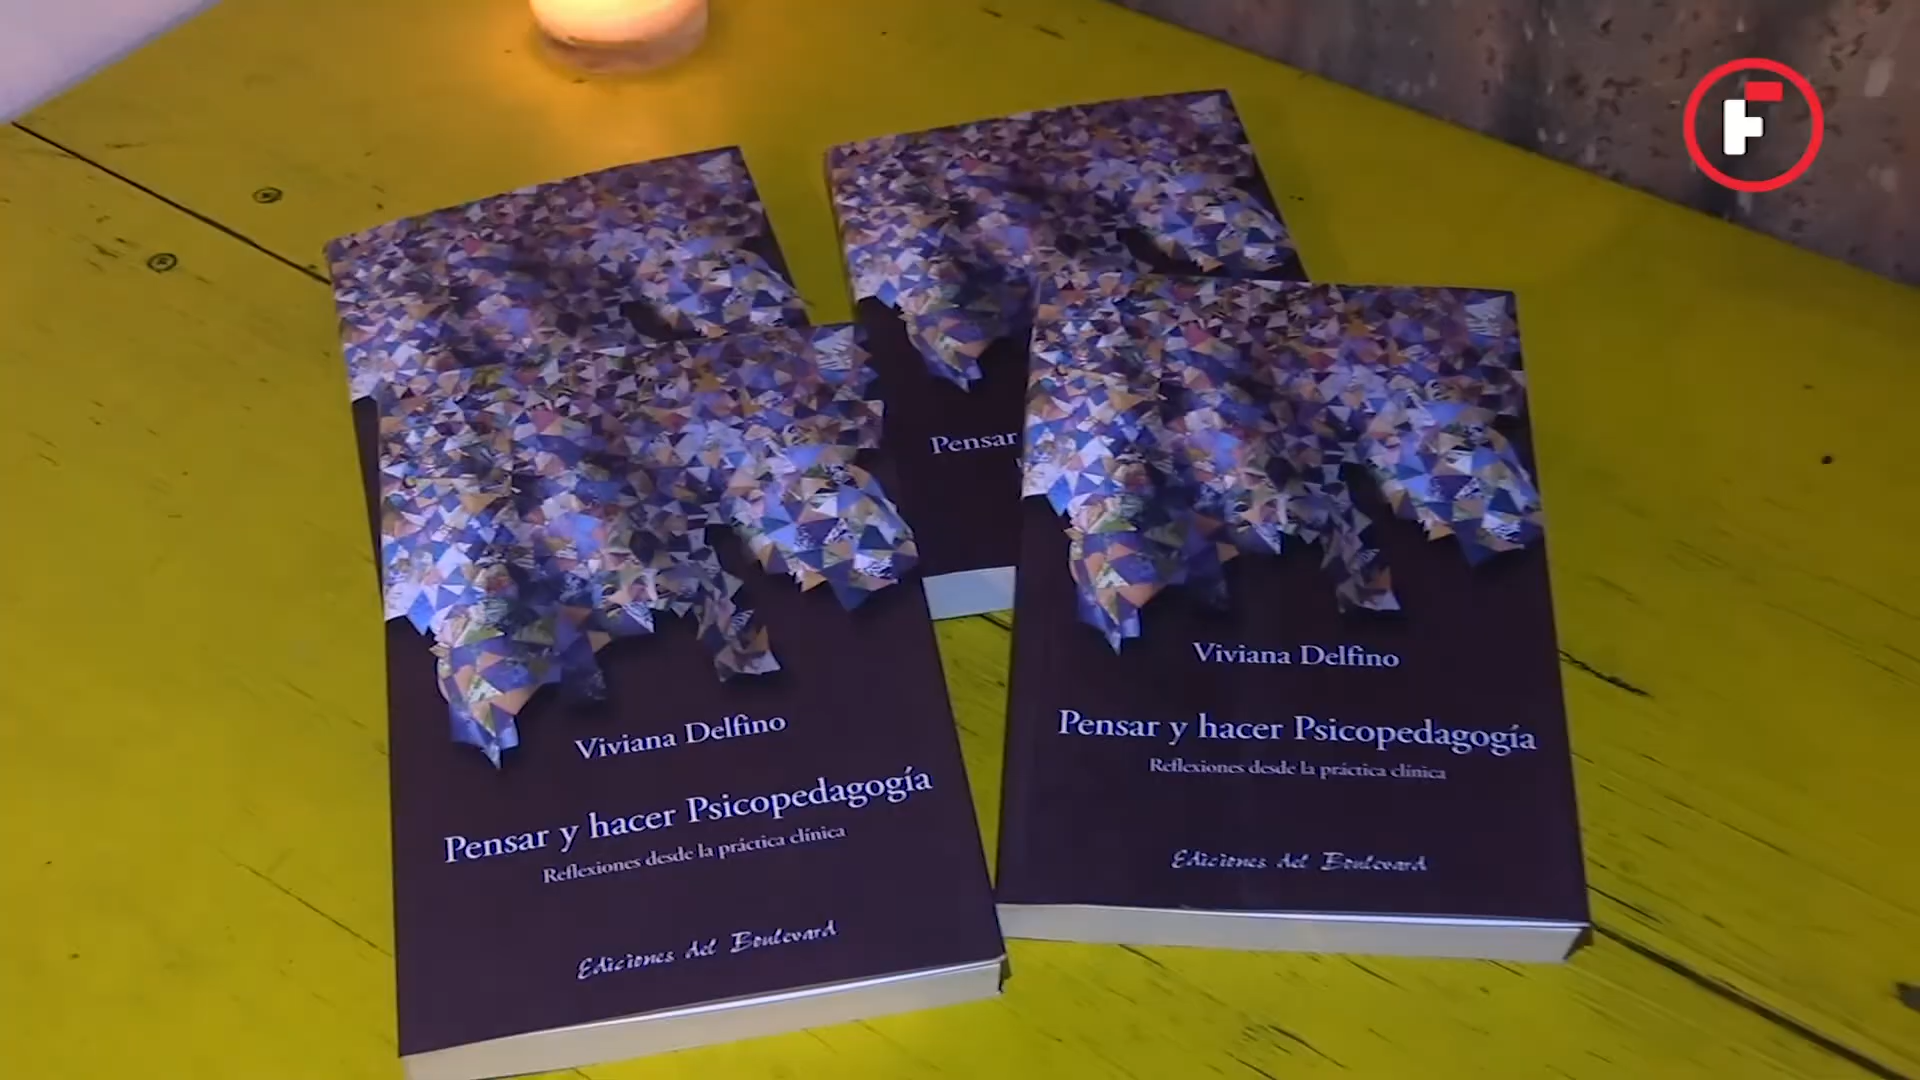 Pensar
Viviana Delfino
Pensar y hacer Psicopedagogía
Reflexiones desde la práctica clínica
Ediciones del Boulevard
Viviana Delfino
Pensar y hacer Psicopedagogía
Reflexiones desde la práctica clínica
Ediciones del Boulevard